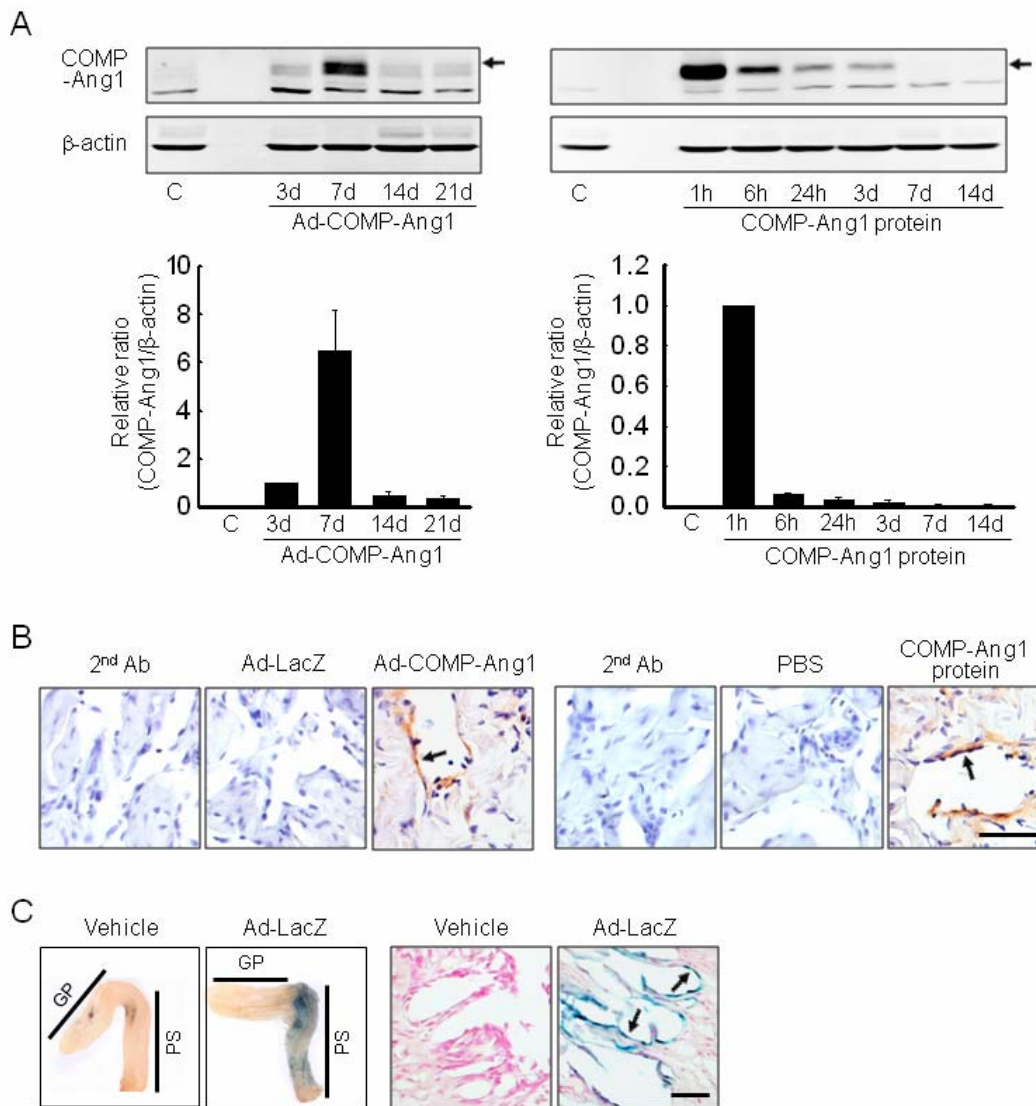 A
COMP
-Ang1
β-actin
C 3d 7d 14d 21d
Ad-COMP-Ang1
C 1h 6h 24h 3d 7d 14d
COMP-Ang1 protein
Relative ratio
(COMP-Ang1/β-actin)
10
8
6
4
2
0
C 3d 7d 14d 21d
Ad-COMP-Ang1
Relative ratio
(COMP-Ang1/β-actin)
1.2
1.0
0.8
0.6
0.4
0.2
0.0
C 1h 6h 24h 3d 7d 14d
COMP-Ang1 protein
B
2nd Ab Ad-LacZ Ad-COMP-Ang1 2nd Ab PBS COMP-Ang1
protein
C
Vehicle Ad-LacZ Vehicle Ad-LacZ
GP
PS
GP
PS